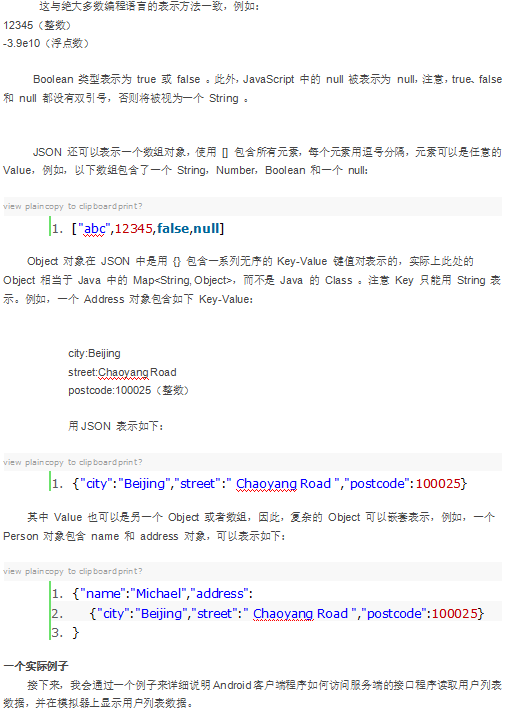 这与绝大多数编程语言的表示方法一致，例如：
12345（整数）
-3.9e10（浮点数）
Boolean 类型表示为 true 或 false 。此外，JavaScript 中的 null 被表示为 null，注意，true、false
和 null 都没有双引号，否则将被视为一个 String 。
JSON 还可以表示一个数组对象，使用 [] 包含所有元素，每个元素用逗号分隔，元素可以是任意的
Value，例如，以下数组包含了一个 String，Number，Boolean 和一个 null：
view plaincopy to clipboardprint?
1. ["abc",12345,false,null]
Object 对象在 JSON 中是用 {} 包含一系列无序的 Key-Value 键值对表示的，实际上此处的
Object 相当于 Java 中的 Map<String, Object>，而不是 Java 的 Class 。注意 Key 只能用 String 表
示。例如，一个 Address 对象包含如下 Key-Value：
city:Beijing
street:Chaoyang Road
postcode:100025（整数）
用JSON 表示如下：
view plaincopy to clipboardprint?
1. {"city":"Beijing","street":" Chaoyang Road ","postcode":100025}
其中 Value 也可以是另一个 Object 或者数组，因此，复杂的 Object 可以嵌套表示，例如，一个
Person 对象包含 name 和 address 对象，可以表示如下：
view plaincopy to clipboardprint?
1. {"name":"Michael","address":
2. {"city":"Beijing","street":" Chaoyang Road ","postcode":100025}
3. }
一个实际例子
接下来，我会通过一个例子来详细说明Android客户端程序如何访问服务端的接口程序读取用户列表
数据，并在模拟器上显示用户列表数据。